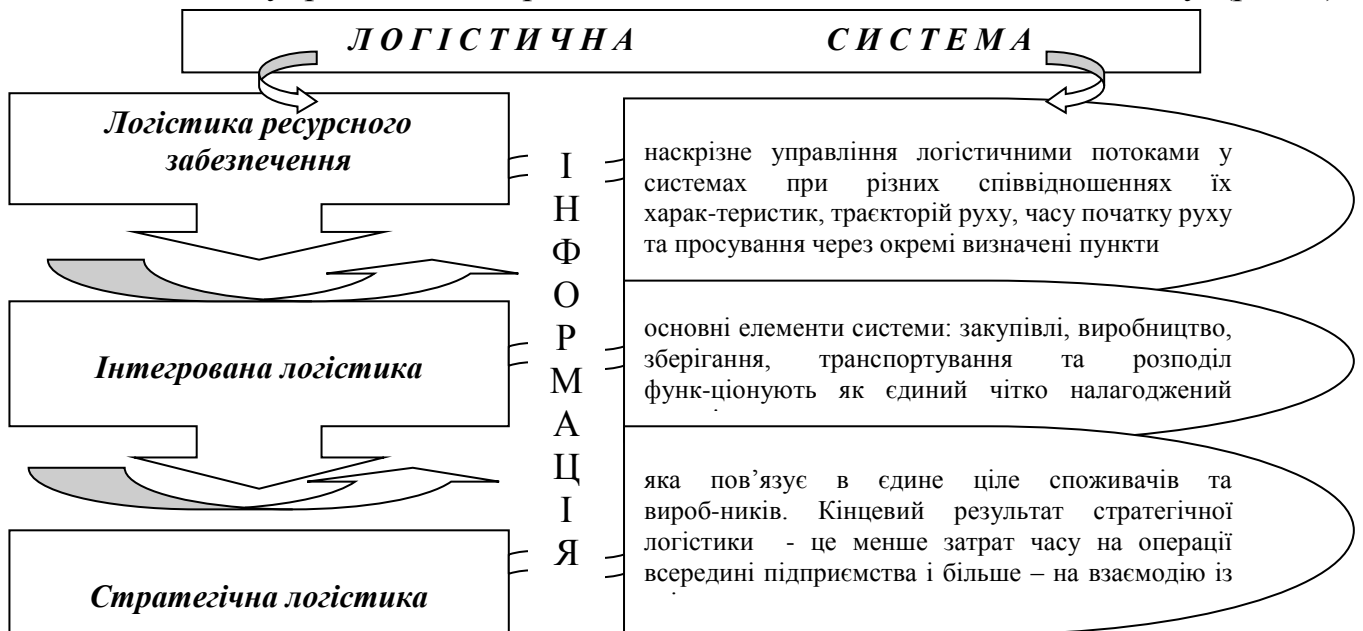 ЛОГІСТИЧНА СИСТЕМА
Логістика ресурсного
забезпечення
наскрізне управління логістичними потоками у
системах при різних співвідношеннях їх
харак-теристик, траєкторій руху, часу початку руху
та просування через окремі визначені пункти
Інтегрована логістика
основні елементи системи: закупівлі, виробництво,
зберігання, транспортування та розподіл
функ-ціонують як єдиний чітко налагоджений
Стратегічна логістика
яка пов’язує в єдине ціле споживачів та
вироб-ників. Кінцевий результат стратегічної
логістики - це менше затрат часу на операції
всередині підприємства і більше – на взаємодію із
І
Н
Ф
О
Р
М
А
Ц
І
Я